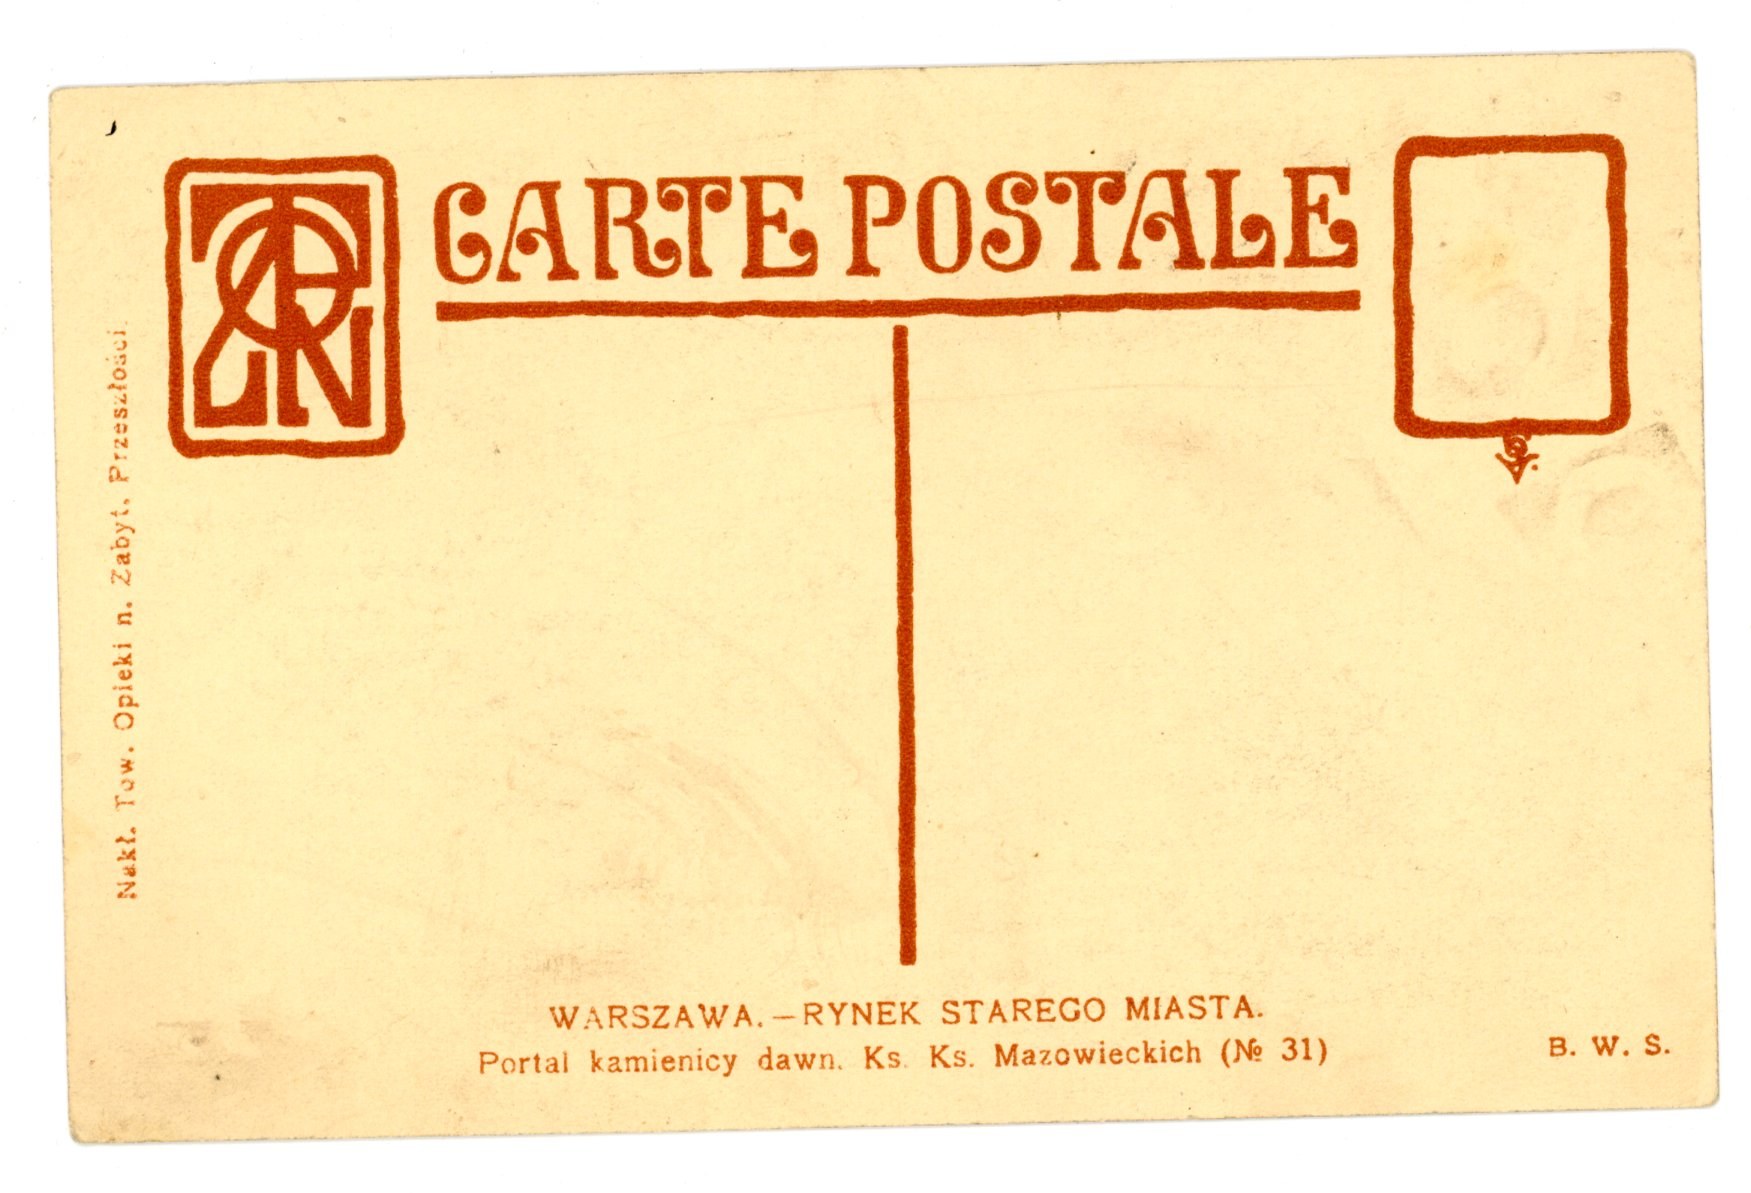 CARTE POSTALE
Nakł. Tow. Opieki n. Zabyt. Przeszłości.
WARSZAWA.—RYNEK STAREGO MIASTA.
Portal kamienicy dawn. Ks. Ks. Mazowieckich (№ 31)
B. W. S.